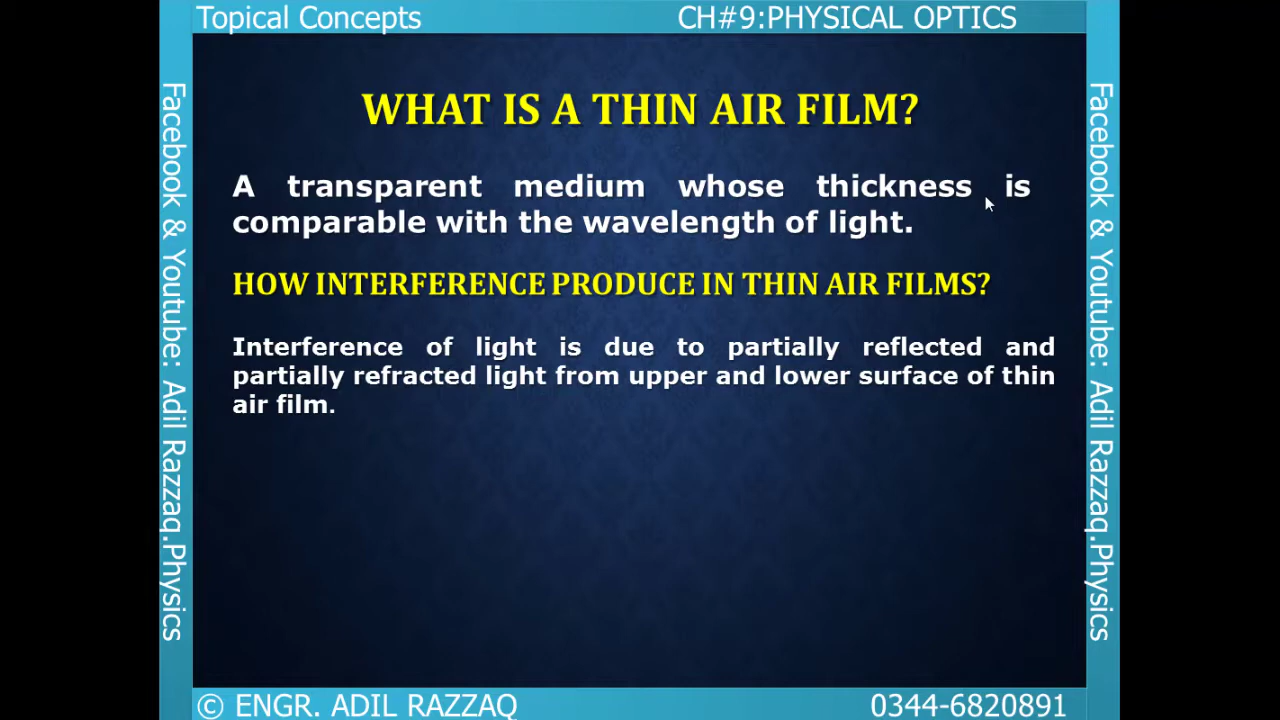 Topical Concepts CH#9:PHYSICAL OPTICS
WHAT IS A THIN AIR FILM?
A transparent medium whose thickness is
comparable with the wavelength of light.
HOW INTERFERENCE PRODUCE IN THIN AIR FILMS?
Interference of light is due to partially reflected and
partially refracted light from upper and lower surface of thin
air film.
Facebook & Youtube: Adil Razzaq.Physics
Facebook & Youtube: Adil Razzaq.Physics
© ENGR. ADIL RAZZAQ 0344-6820891